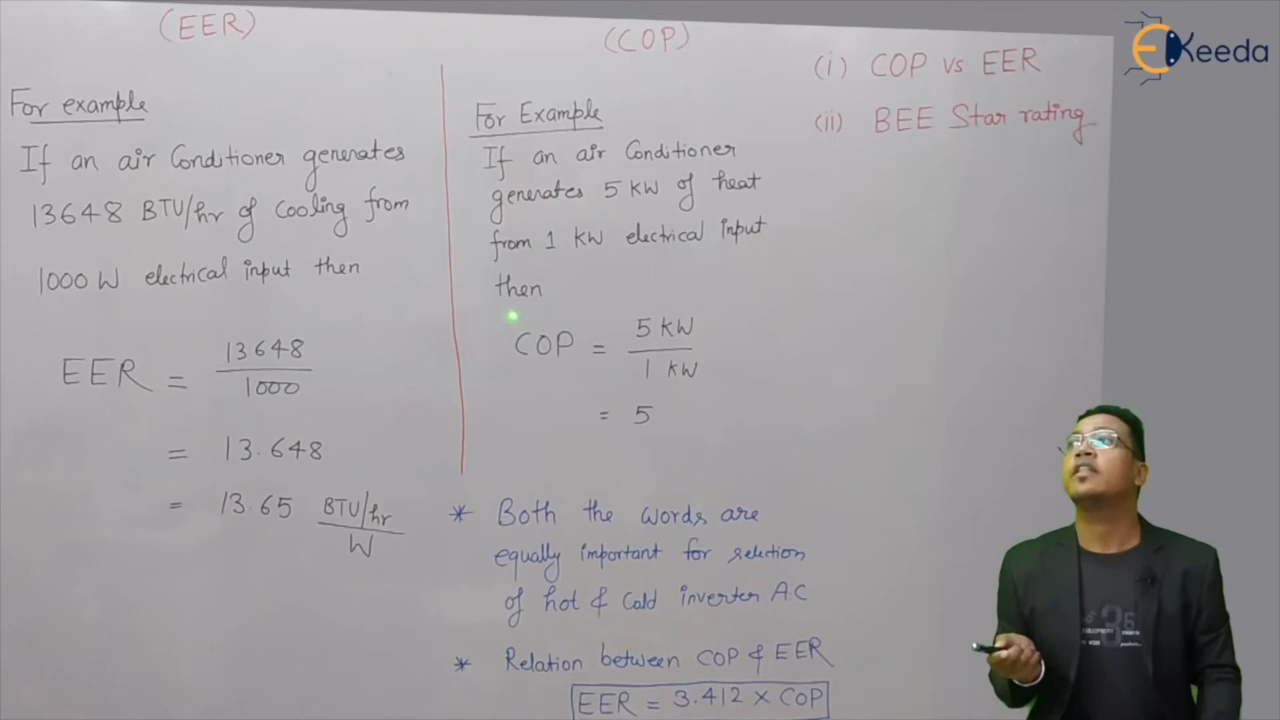 (EER)
For example
If an air Conditioner generates
13648 BTU/hr of Cooling from
1000 W electrical input then
EER = 13648 / 1000
= 13.648
= 13.65 BTU/hr / W
(COP)
For Example
If an air Conditioner
generates 5 KW of heat
from 1 KW electrical input
then
COP = 5 KW / 1 KW
= 5
* Both the words are
equally important for selection
of hot & Cold inverter AC
* Relation between COP & EER
EER = 3.412 × COP
(i) COP vs EER
(ii) BEE Star rating
EKeeda
36